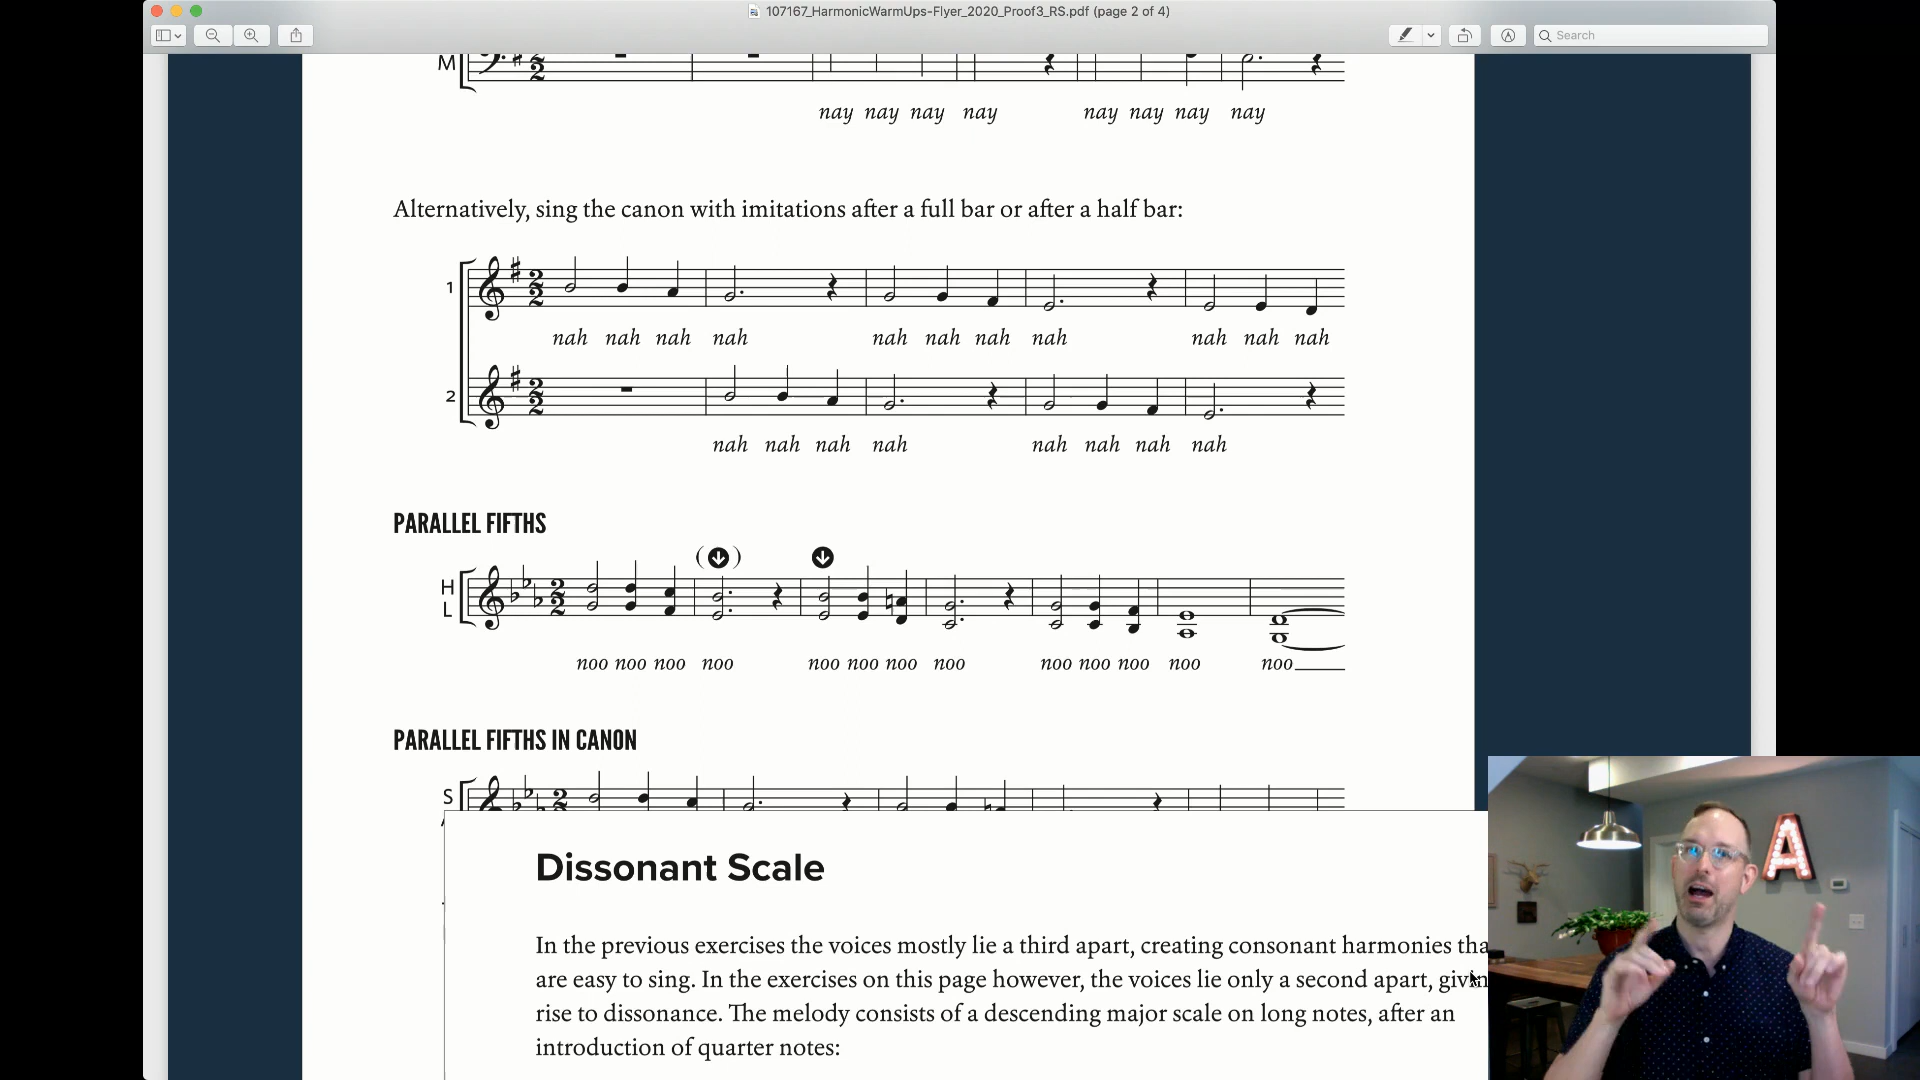 107167_HarmonicWarmUps-Flyer_2020_Proof3_RS.pdf (page 2 of 4)
Search
M
nay nay nay nay nay nay nay nay
Alternatively, sing the canon with imitations after a full bar or after a half bar:
1
nah nah nah nah nah nah nah nah nah nah nah
2
nah nah nah nah nah nah nah nah
PARALLEL FIFTHS
H
L
noo noo noo noo noo noo noo noo noo noo noo noo noo
PARALLEL FIFTHS IN CANON
S
Dissonant Scale
In the previous exercises the voices mostly lie a third apart, creating consonant harmonies tha
are easy to sing. In the exercises on this page however, the voices lie only a second apart, givin
rise to dissonance. The melody consists of a descending major scale on long notes, after an
introduction of quarter notes:
A